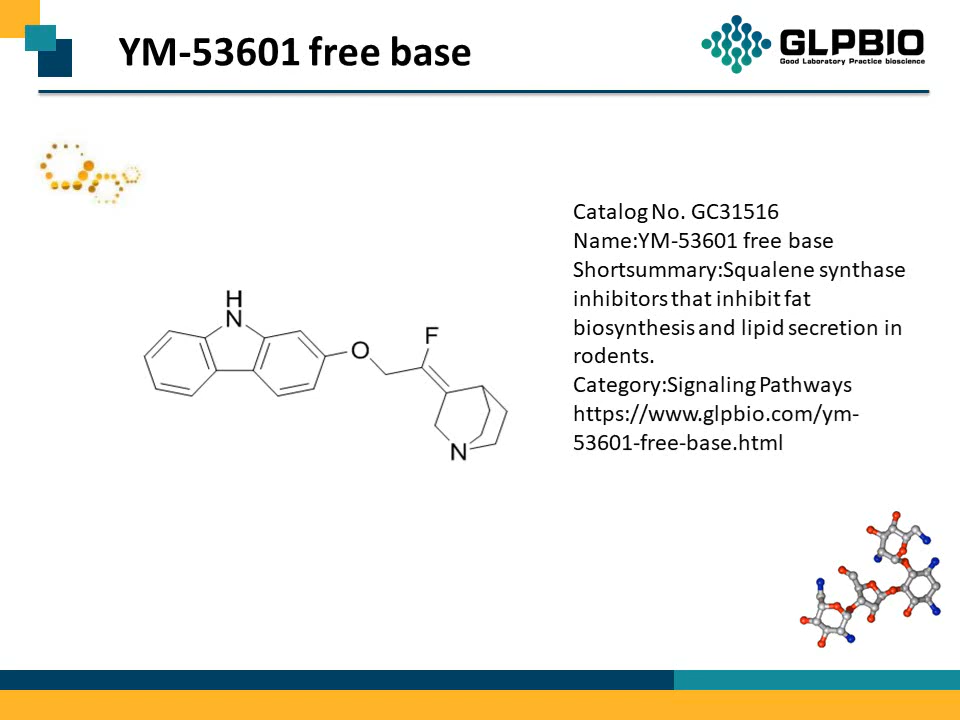 YM-53601 free base
GLPBIO
Good Laboratory Practice bioscience
Catalog No. GC31516
Name:YM-53601 free base
Shortsummary:Squalene synthase
inhibitors that inhibit fat
biosynthesis and lipid secretion in
rodents.
Category:Signaling Pathways
https://www.glpbio.com/ym-
53601-free-base.html
H
N
O
F
N